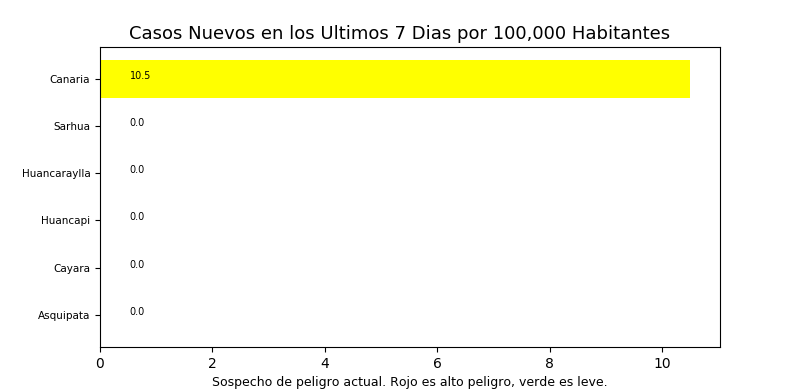 Casos Nuevos en los Ultimos 7 Dias por 100,000 Habitantes
Canaria 10.5
Sarhua 0.0
Huancaraylla 0.0
Huancapi 0.0
Cayara 0.0
Asquipata 0.0
0 2 4 6 8 10
Sospecho de peligro actual. Rojo es alto peligro, verde es leve.